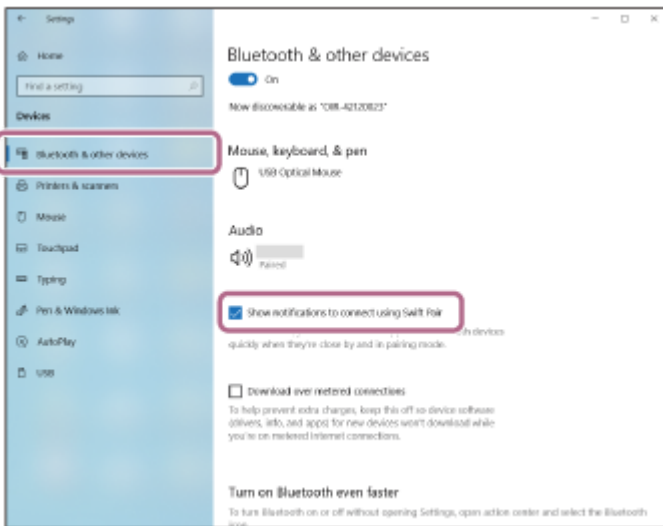 Settings
Home
Find a setting
Devices
Bluetooth & other devices
Printers & scanners
Mouse
Touchpad
Typing
Pen & Windows Ink
AutoPlay
USB
Bluetooth & other devices
On
Now discoverable as
Mouse, keyboard, & pen
USB Optical Mouse
Audio
Paired
Show notifications to connect using Swift Pair
devices
quickly when they're close by and in pairing mode.
Download over metered connections
To help prevent extra charges, keep this off so device software
(drivers, info, and apps) for new devices won't download while
you're on metered Internet connections.
Turn on Bluetooth even faster
To turn Bluetooth on or off without opening Settings, open action center and select the Bluetooth